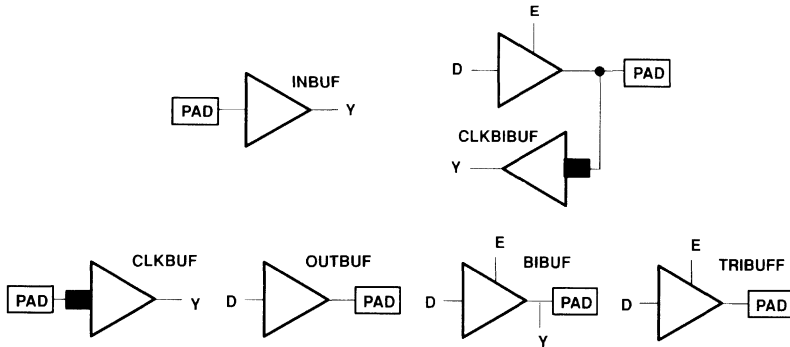 E
INBUF
D
PAD
PAD
Y
CLKBIBUF
Y
E
E
CLKBUF
OUTBUF
BIBUF
TRIBUFF
PAD
Y
D
PAD
D
PAD
D
PAD
Y